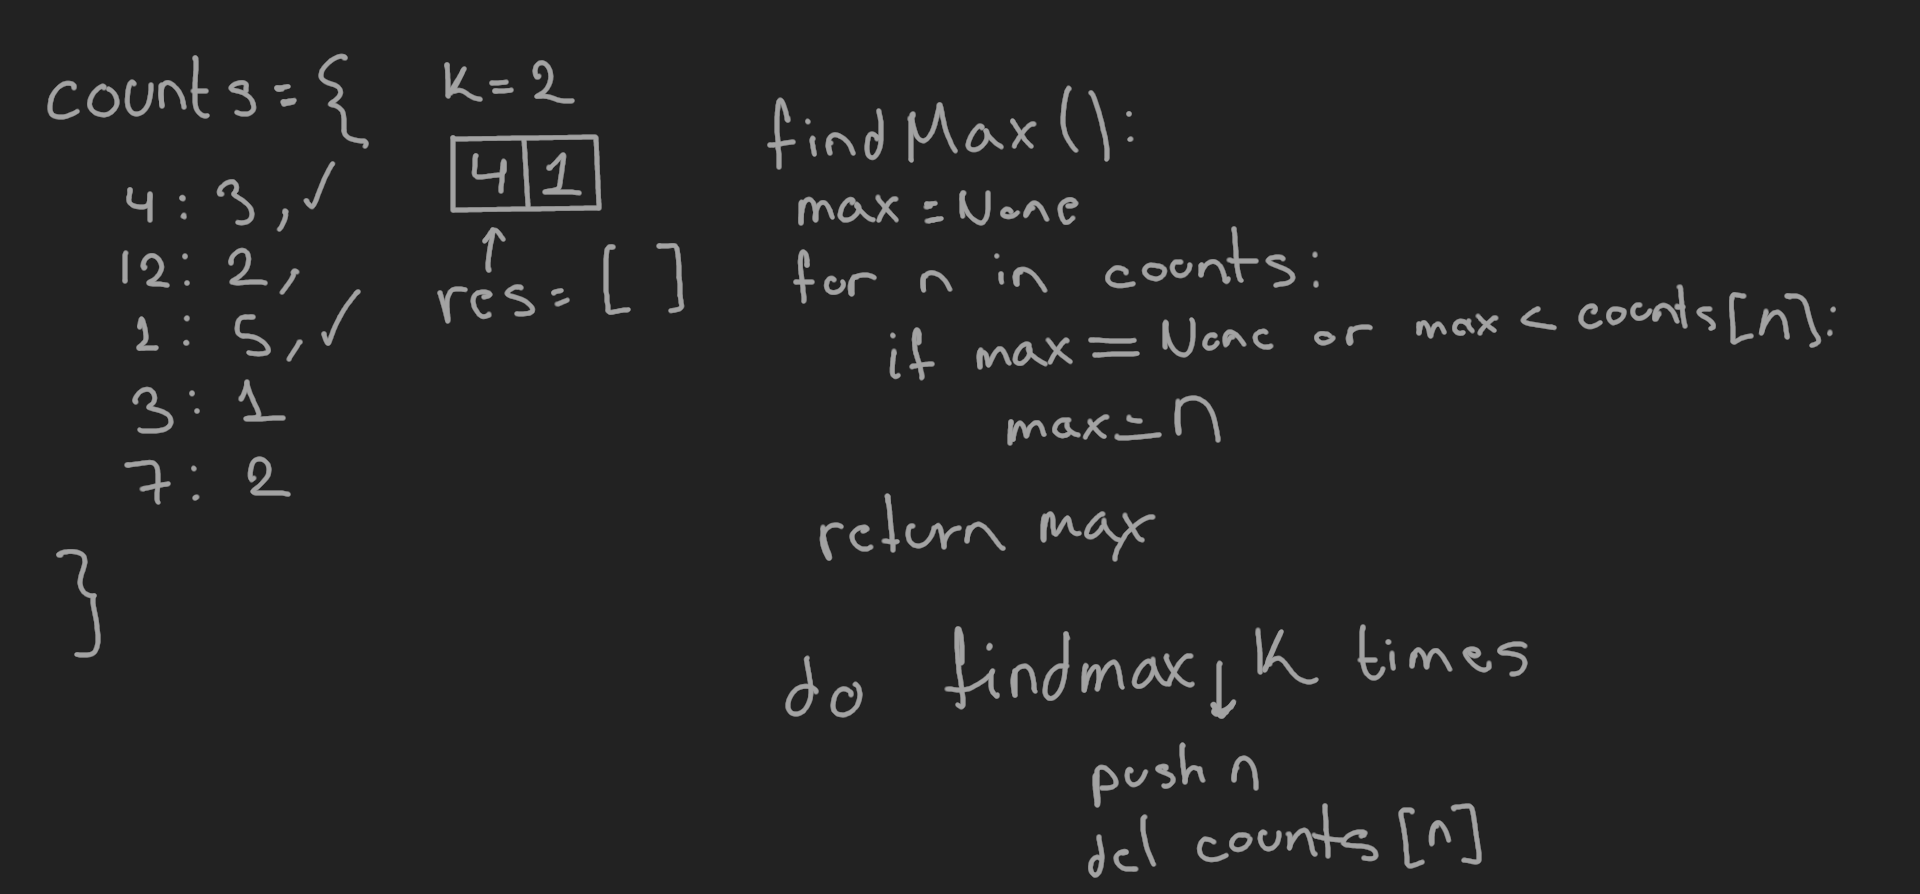 counts={
4: 3, ✓
12: 2,
1: 5, ✓
3: 1
7: 2
}
K=2
4 1
↑
res=[ ]
findMax():
max=None
for n in counts:
if max==None or max < counts[n]:
max=n
return max
do findmax↓ K times
push n
del counts[n]